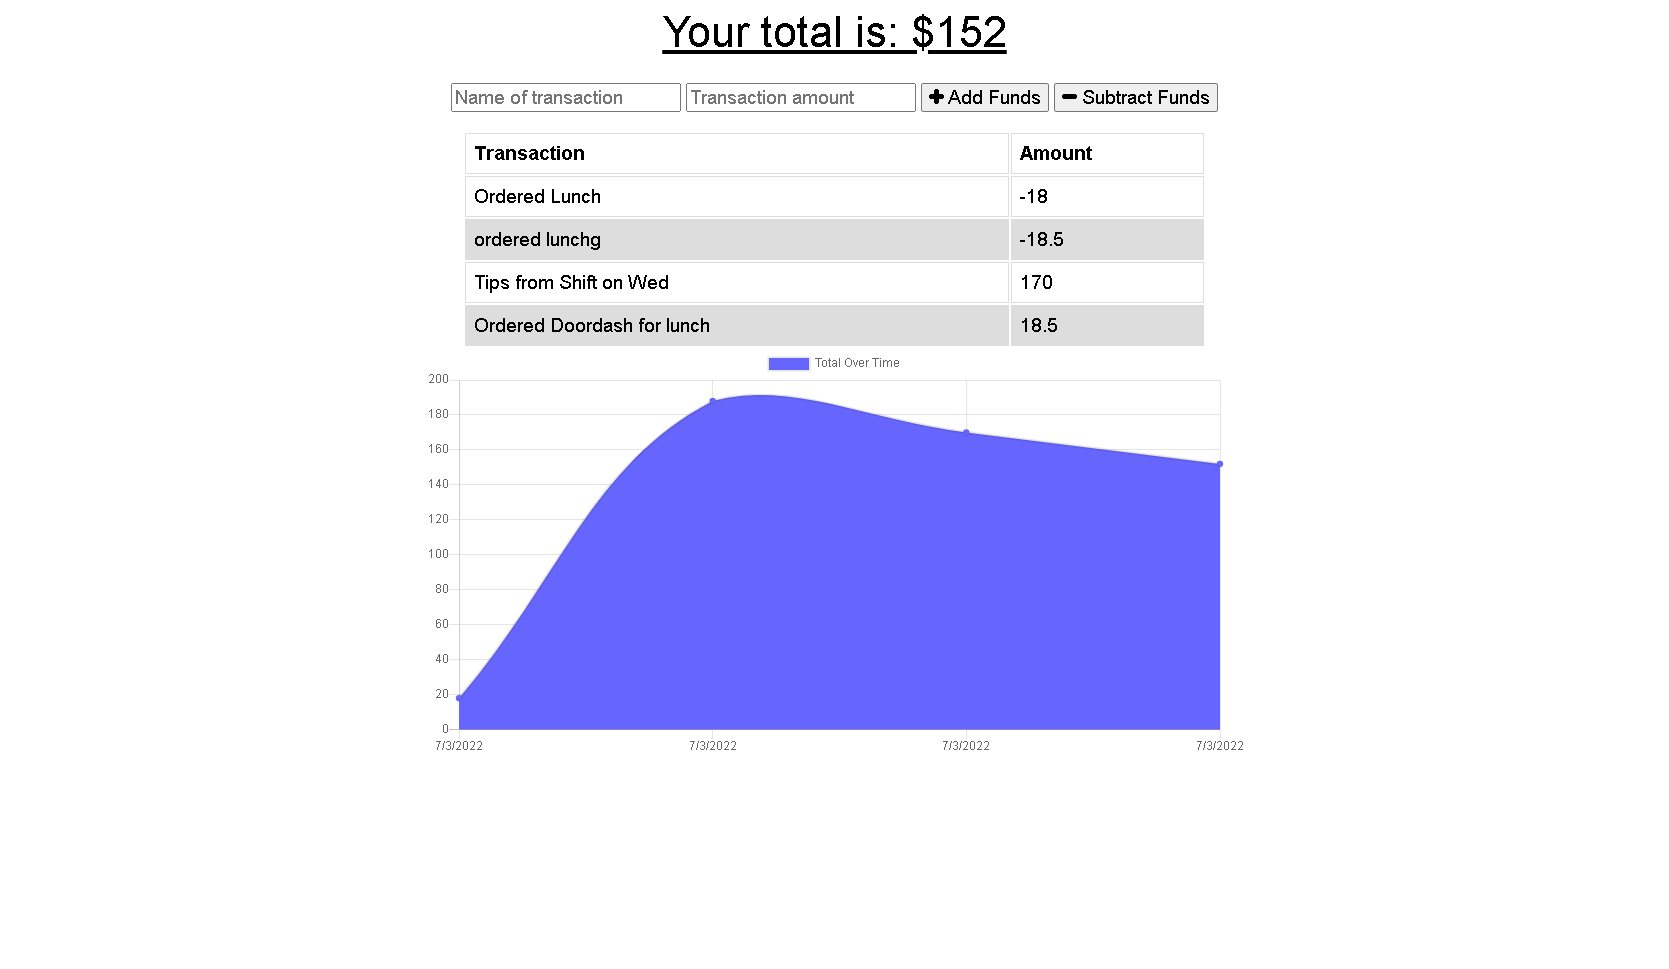 Your total is: $152
Name of transaction Transaction amount Add Funds Subtract Funds
Transaction Amount
Ordered Lunch -18
ordered lunchg -18.5
Tips from Shift on Wed 170
Ordered Doordash for lunch 18.5
Total Over Time
200
180
160
140
120
100
80
60
40
20
0
7/3/2022 7/3/2022 7/3/2022 7/3/2022